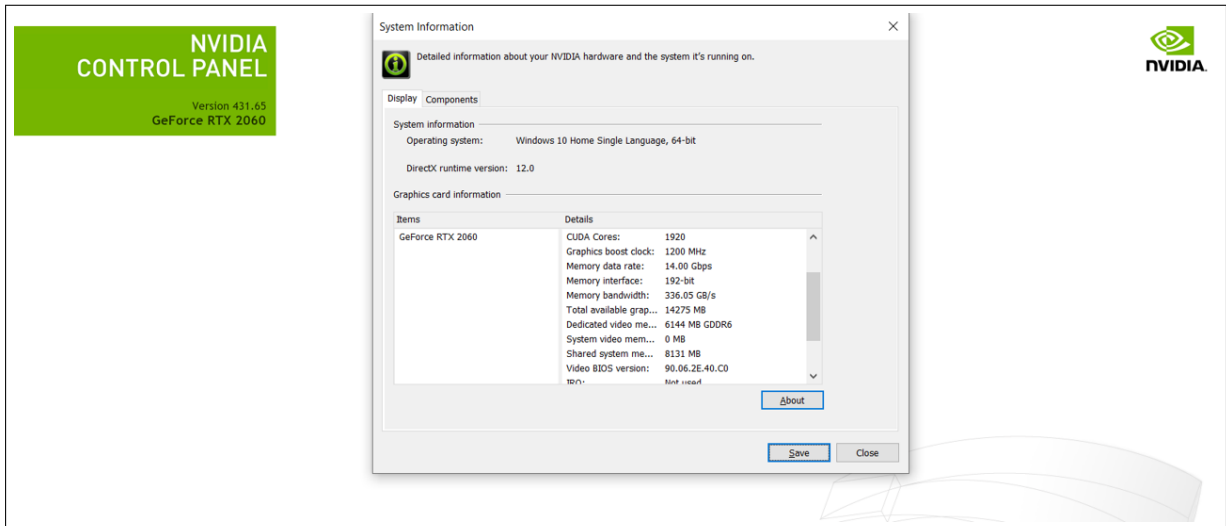 NVIDIA
CONTROL PANEL
Version 431.65
GeForce RTX 2060
System Information
Detailed information about your NVIDIA hardware and the system it's running on.
Display Components
System information
Operating system: Windows 10 Home Single Language, 64-bit
DirectX runtime version: 12.0
Graphics card information
Items Details
GeForce RTX 2060 CUDA Cores: 1920
Graphics boost clock: 1200 MHz
Memory data rate: 14.00 Gbps
Memory interface: 192-bit
Memory bandwidth: 336.05 GB/s
Total available grap... 14275 MB
Dedicated video me... 6144 MB GDDR6
System video mem... 0 MB
Shared system me... 8131 MB
Video BIOS version: 90.06.2E.40.C0
IRQ: Not used
About
Save Close
NVIDIA.